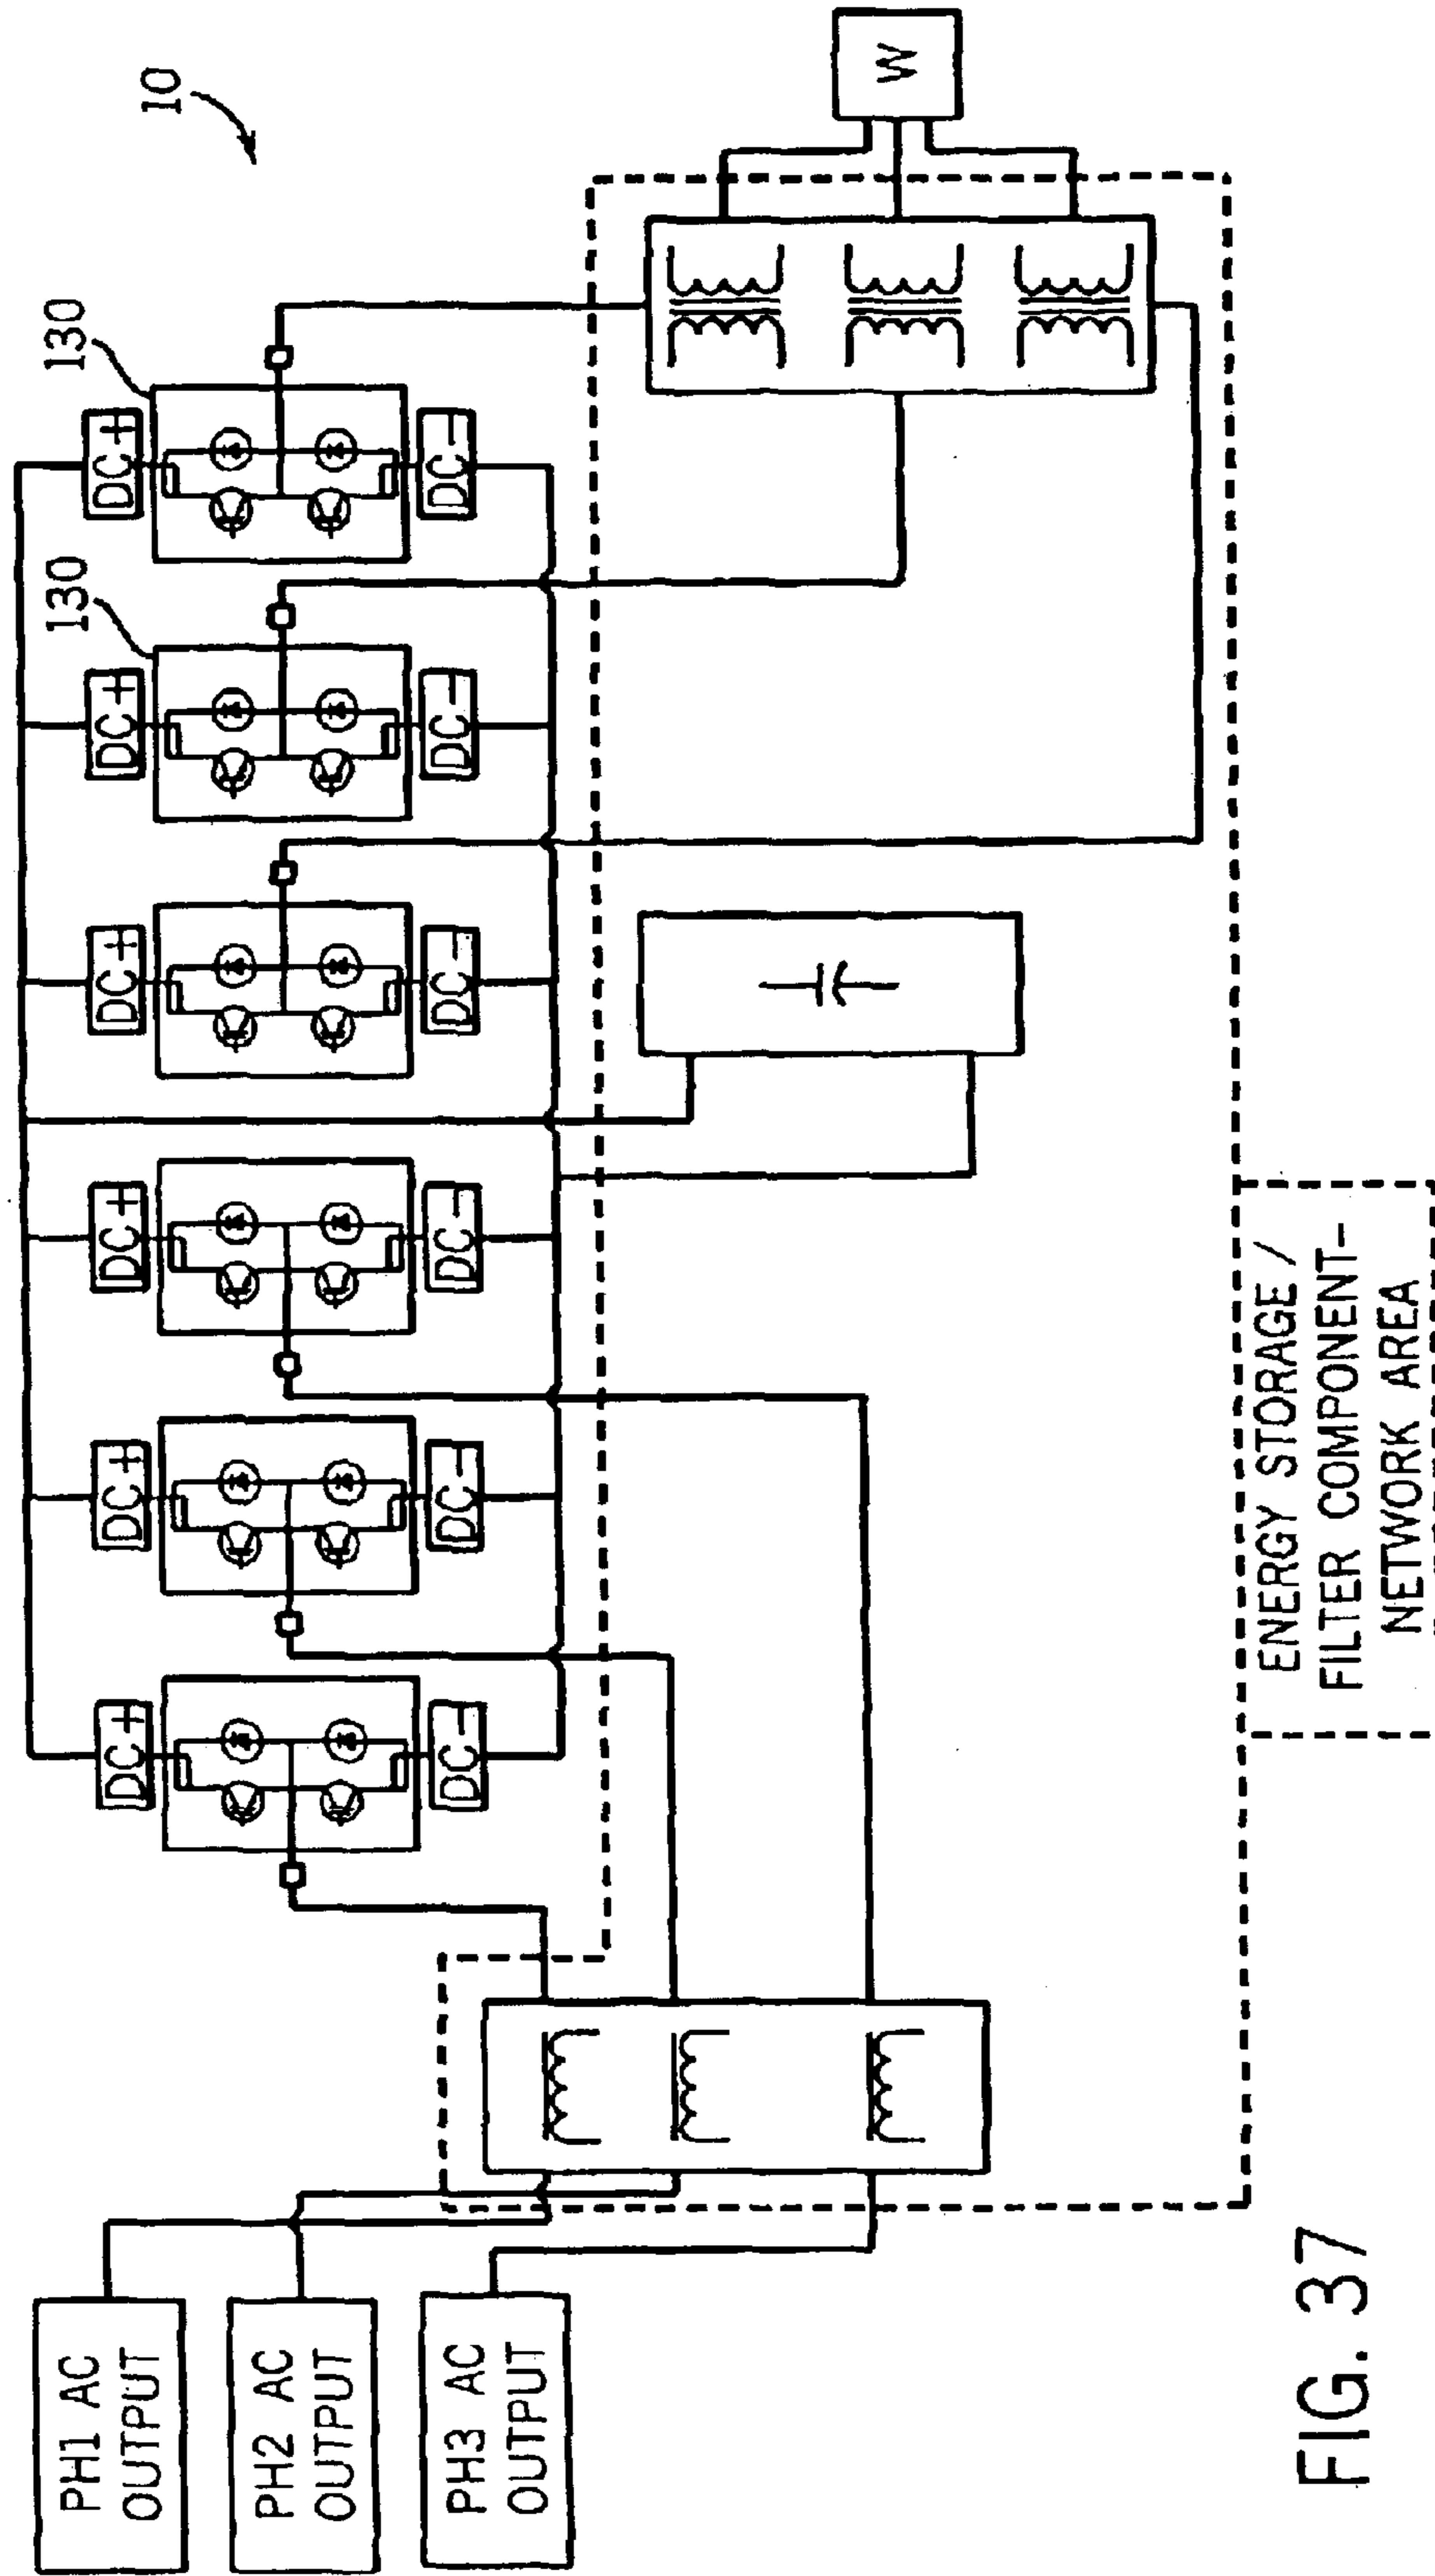 10
130
130
DC+
DC+
DC+
DC+
DC+
DC+
DC-
DC-
DC-
DC-
DC-
DC-
W
PH1 AC
OUTPUT
PH2 AC
OUTPUT
PH3 AC
OUTPUT
ENERGY STORAGE /
FILTER COMPONENT-
NETWORK AREA
FIG. 37